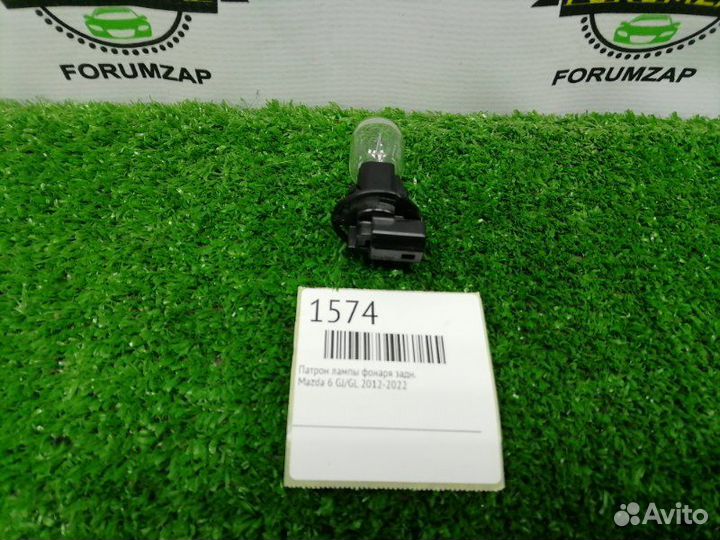 FORUMZAP
FORUMZAP
1574
Патрон лампы фонаря задн.
Mazda 6 GJ/GL 2012-2022
Avito